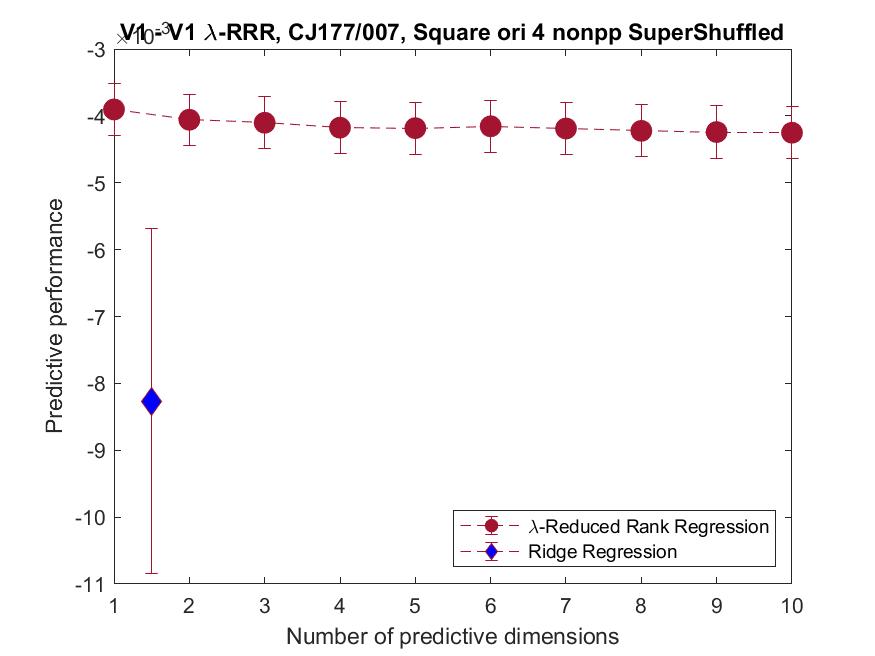 V1 - V1 λ-RRR, CJ177/007, Square ori 4 nonpp SuperShuffled
×10⁻³
-3
-4
-5
-6
-7
-8
-9
-10
-11
Predictive performance
1 2 3 4 5 6 7 8 9 10
Number of predictive dimensions
λ-Reduced Rank Regression
Ridge Regression